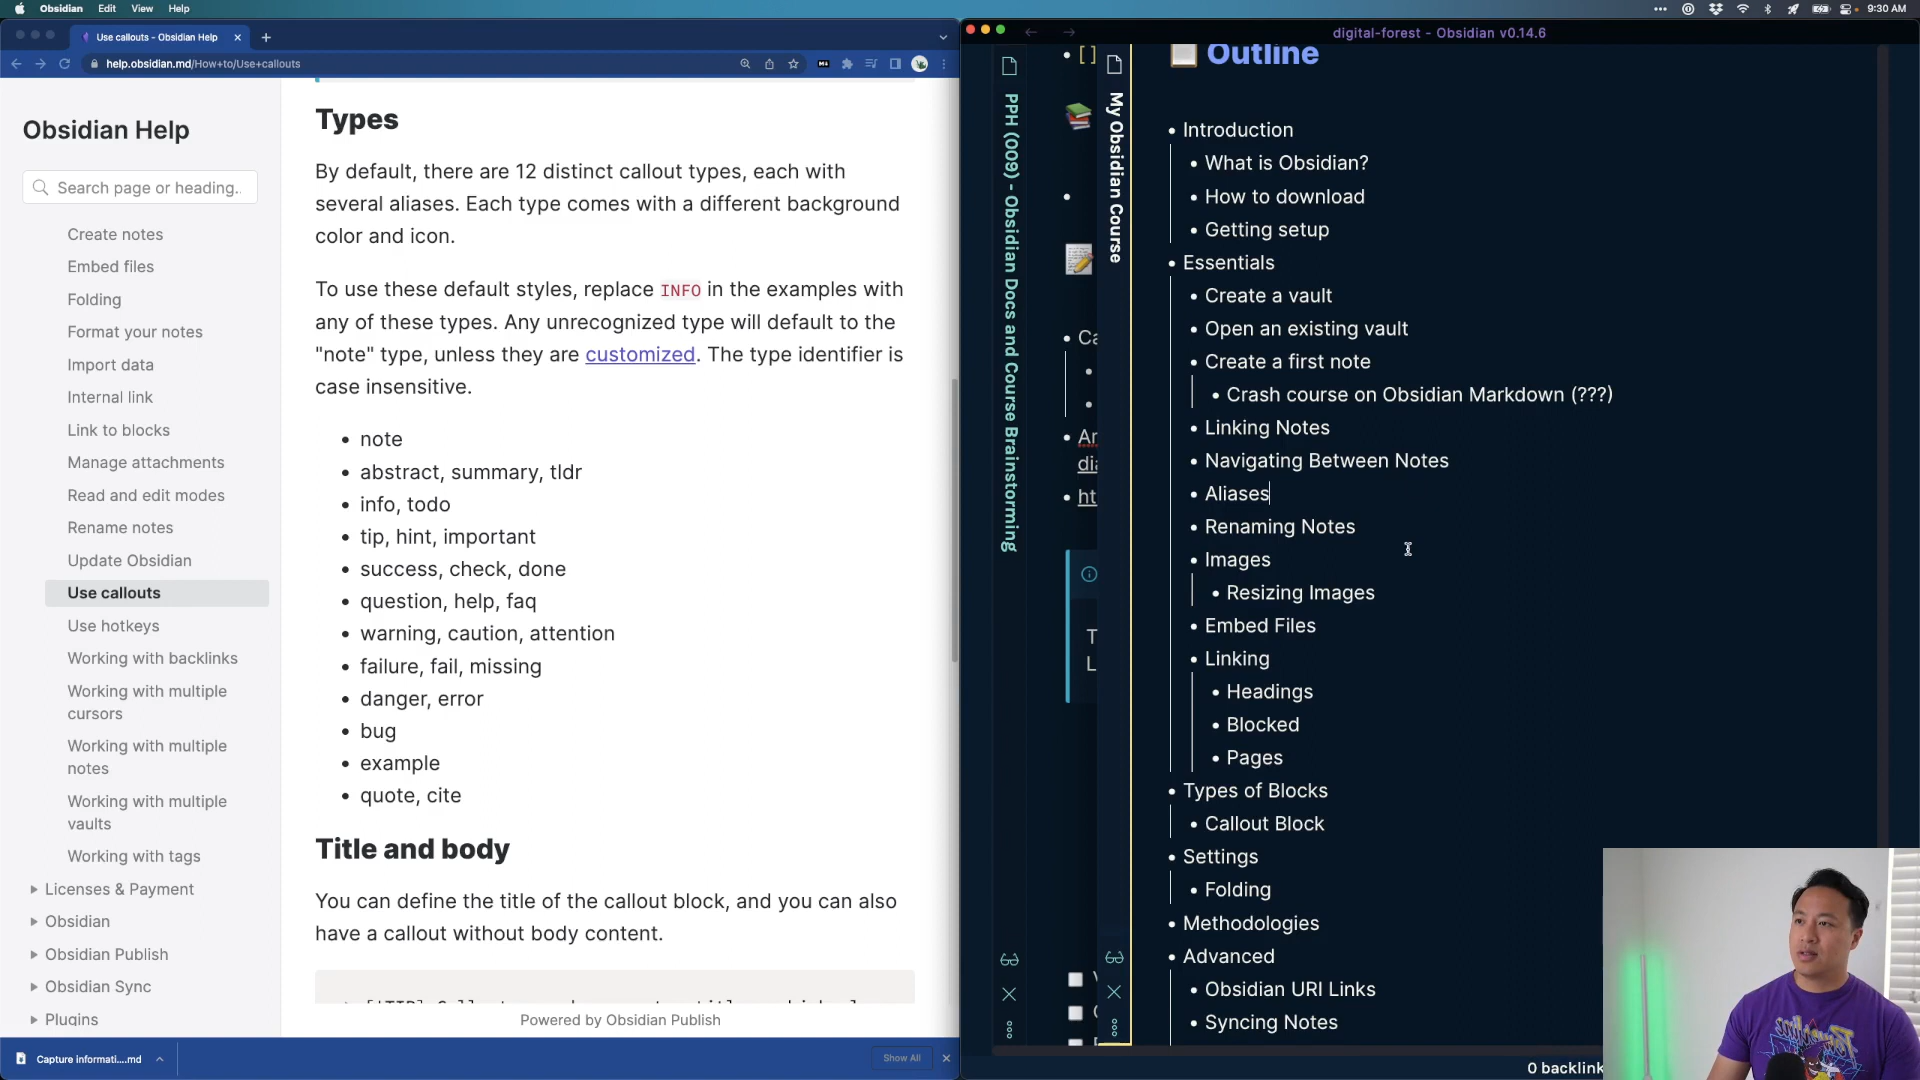 Obsidian Edit View Help
9:30 AM
Use callouts - Obsidian Help
help.obsidian.md/How+to/Use+callouts
Obsidian Help
Search page or heading..
Create notes
Embed files
Folding
Format your notes
Import data
Internal link
Link to blocks
Manage attachments
Read and edit modes
Rename notes
Update Obsidian
Use callouts
Use hotkeys
Working with backlinks
Working with multiple
cursors
Working with multiple
notes
Working with multiple
vaults
Working with tags
Licenses & Payment
Obsidian
Obsidian Publish
Obsidian Sync
Plugins
Types
By default, there are 12 distinct callout types, each with
several aliases. Each type comes with a different background
color and icon.
To use these default styles, replace INFO in the examples with
any of these types. Any unrecognized type will default to the
"note" type, unless they are customized. The type identifier is
case insensitive.
• note
• abstract, summary, tldr
• info, todo
• tip, hint, important
• success, check, done
• question, help, faq
• warning, caution, attention
• failure, fail, missing
• danger, error
• bug
• example
• quote, cite
Title and body
You can define the title of the callout block, and you can also
have a callout without body content.
Powered by Obsidian Publish
Capture informati....md
Show All
digital-forest - Obsidian v0.14.6
PPH (009) - Obsidian Docs and Course Brainstorming
[]
Ca
Ar
dia
ht
T
L
My Obsidian Course
Outline
• Introduction
• What is Obsidian?
• How to download
• Getting setup
• Essentials
• Create a vault
• Open an existing vault
• Create a first note
• Crash course on Obsidian Markdown (???)
• Linking Notes
• Navigating Between Notes
• Aliases
• Renaming Notes
• Images
• Resizing Images
• Embed Files
• Linking
• Headings
• Blocked
• Pages
• Types of Blocks
• Callout Block
• Settings
• Folding
• Methodologies
• Advanced
• Obsidian URI Links
• Syncing Notes
0 backlink